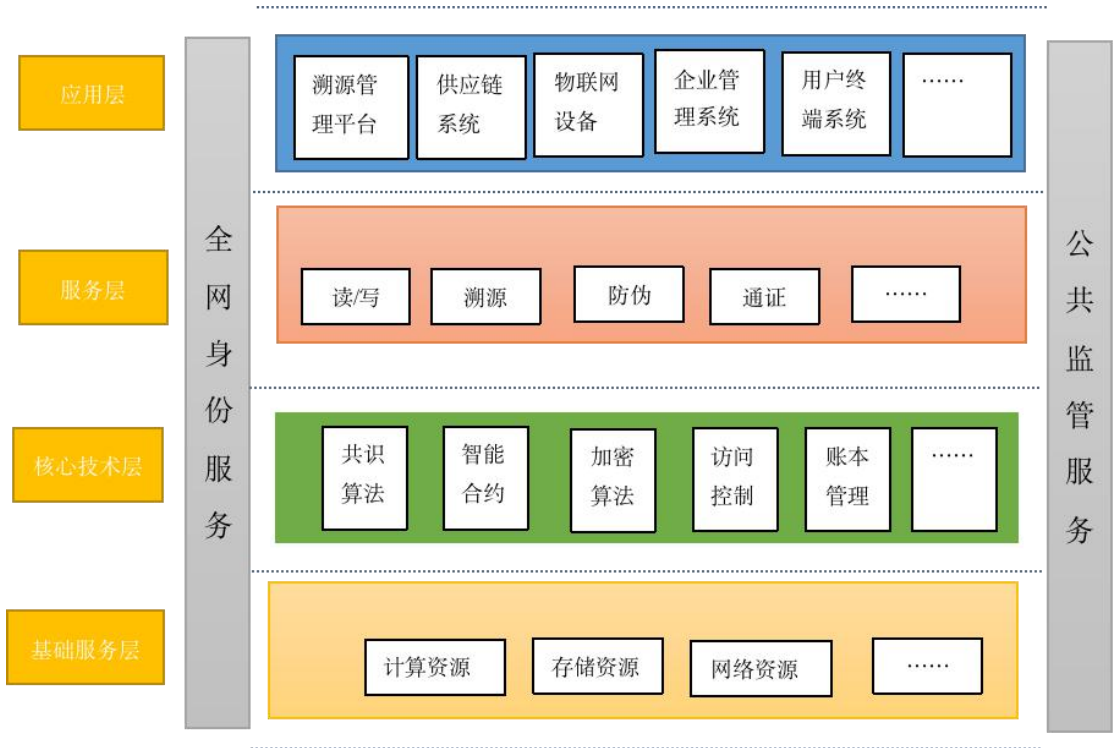 应用层
溯源管
理平台
供应链
系统
物联网
设备
企业管
理系统
用户终
端系统
……
全网身份服务
公共监管服务
服务层
读/写
溯源
防伪
通证
……
核心技术层
共识
算法
智能
合约
加密
算法
访问
控制
账本
管理
……
基础服务层
计算资源
存储资源
网络资源
……